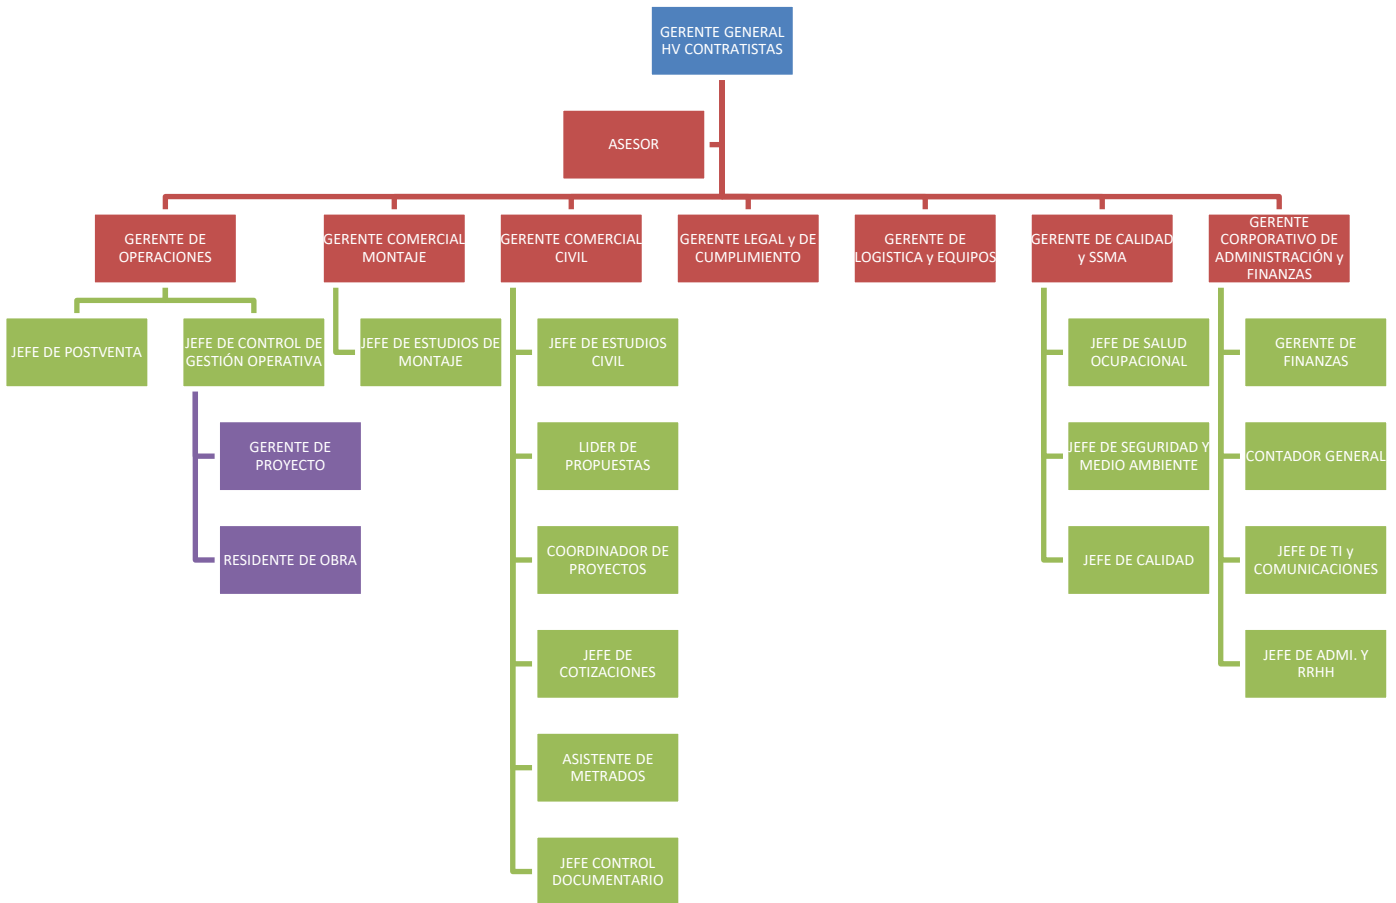 GERENTE GENERAL
HV CONTRATISTAS
ASESOR
GERENTE DE
OPERACIONES
GERENTE COMERCIAL
MONTAJE
GERENTE COMERCIAL
CIVIL
GERENTE LEGAL y DE
CUMPLIMIENTO
GERENTE DE
LOGISTICA y EQUIPOS
GERENTE DE CALIDAD
y SSMA
GERENTE
CORPORATIVO DE
ADMINISTRACIÓN y
FINANZAS
JEFE DE POSTVENTA
JEFE DE CONTROL DE
GESTIÓN OPERATIVA
JEFE DE ESTUDIOS DE
MONTAJE
JEFE DE ESTUDIOS
CIVIL
JEFE DE SALUD
OCUPACIONAL
GERENTE DE
FINANZAS
GERENTE DE
PROYECTO
LIDER DE
PROPUESTAS
JEFE DE SEGURIDAD Y
MEDIO AMBIENTE
CONTADOR GENERAL
RESIDENTE DE OBRA
COORDINADOR DE
PROYECTOS
JEFE DE CALIDAD
JEFE DE TI y
COMUNICACIONES
JEFE DE
COTIZACIONES
JEFE DE ADMI. Y
RRHH
ASISTENTE DE
METRADOS
JEFE CONTROL
DOCUMENTARIO